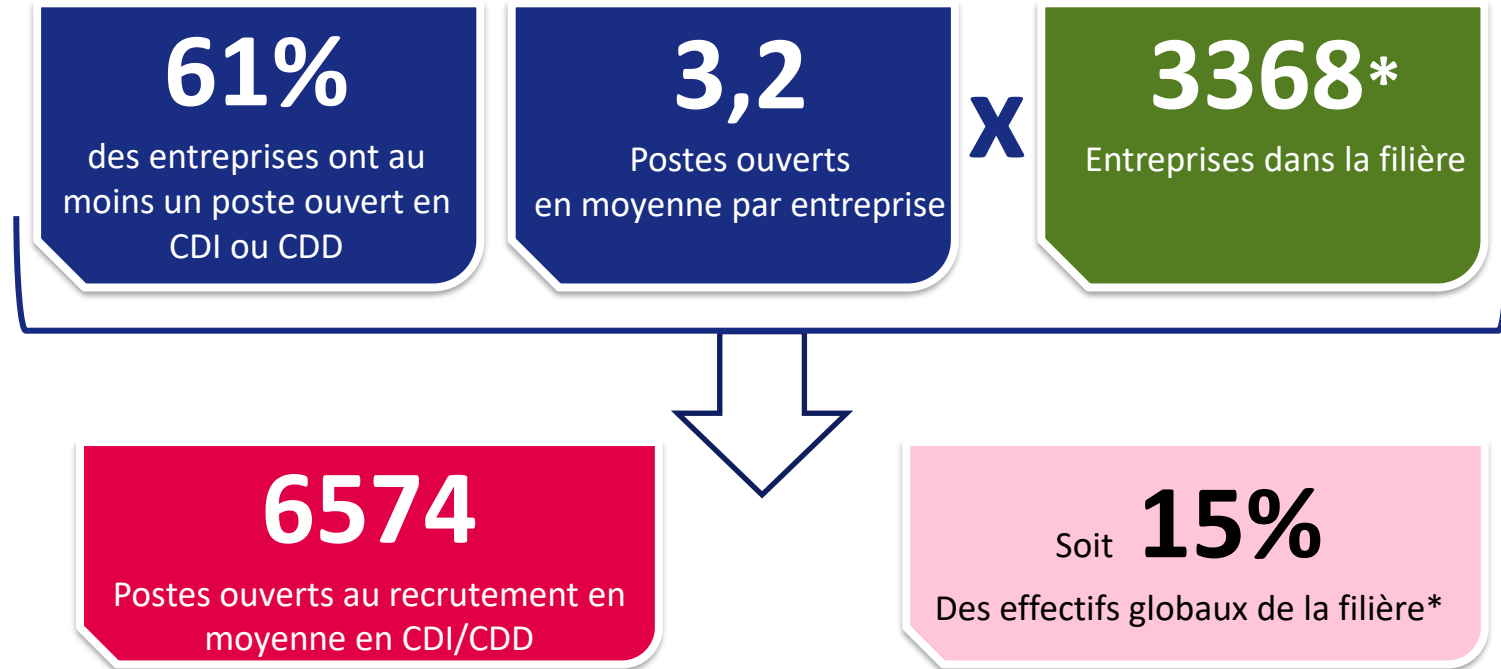 61%
des entreprises ont au
moins un poste ouvert en
CDI ou CDD
3,2
Postes ouverts
en moyenne par entreprise
x
3368*
Entreprises dans la filière
6574
Postes ouverts au recrutement en
moyenne en CDI/CDD
Soit 15%
Des effectifs globaux de la filière*